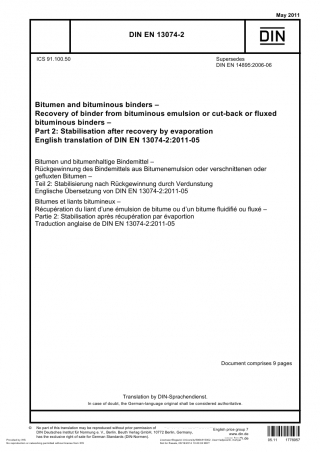 May 2011
DIN EN 13074-2
DIN
ICS 91.100.50
Supersedes
DIN EN 14895:2006-06
Bitumen and bituminous binders –
Recovery of binder from bituminous emulsion or cut-back or fluxed
bituminous binders –
Part 2: Stabilisation after recovery by evaporation
English translation of DIN EN 13074-2:2011-05
Bitumen und bitumenhaltige Bindemittel –
Rückgewinnung des Bindemittels aus Bitumenemulsion oder verschnittenen oder
gefluxten Bitumen –
Teil 2: Stabilisierung nach Rückgewinnung durch Verdunstung
Englische Übersetzung von DIN EN 13074-2:2011-05
Bitumes et liants bitumineux –
Récupération du liant d'une émulsion de bitume ou d'un bitume fluidifié ou fluxé –
Partie 2: Stabilisation après récupération par évaportion
Traduction anglaise de DIN EN 13074-2:2011-05
Document comprises 9 pages
Translation by DIN-Sprachendienst.
In case of doubt, the German-language original shall be considered authoritative.
© No part of this translation may be reproduced without prior permission of
DIN Deutsches Institut für Normung e. V., Berlin. Beuth Verlag GmbH, 10772 Berlin, Germany,
has the exclusive right of sale for German Standards (DIN-Normen).
English price group 7
www.din.de
05.11